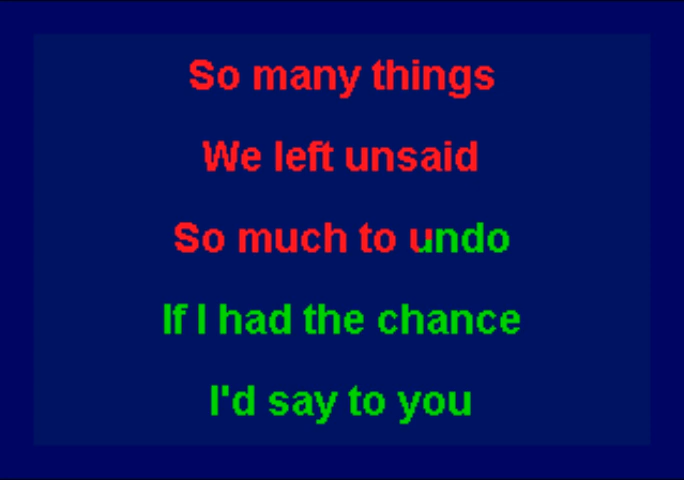 So many things
We left unsaid
So much to undo
If I had the chance
I'd say to you